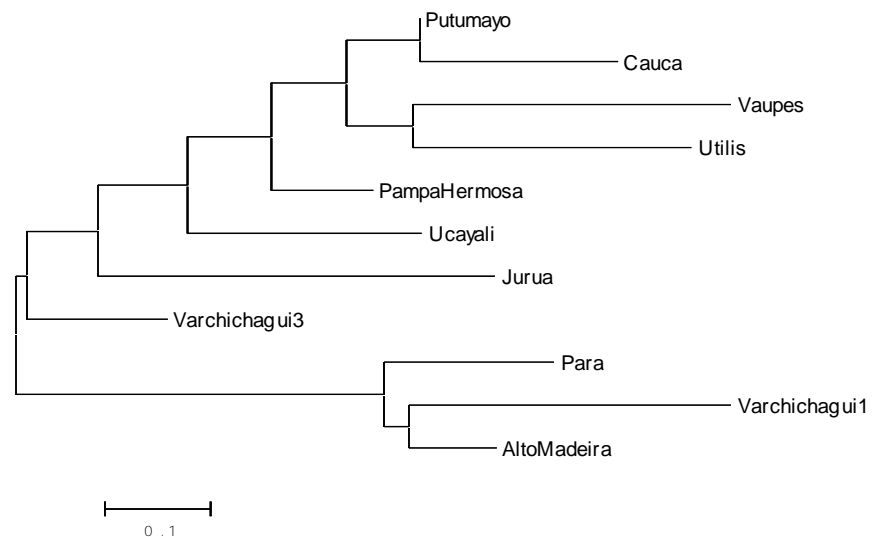 Putumayo
Cauca
Vaupes
Utilis
PampaHermosa
Ucayali
Jurua
Varchichagui3
Para
Varchichagui1
AltoMadeira
0.1